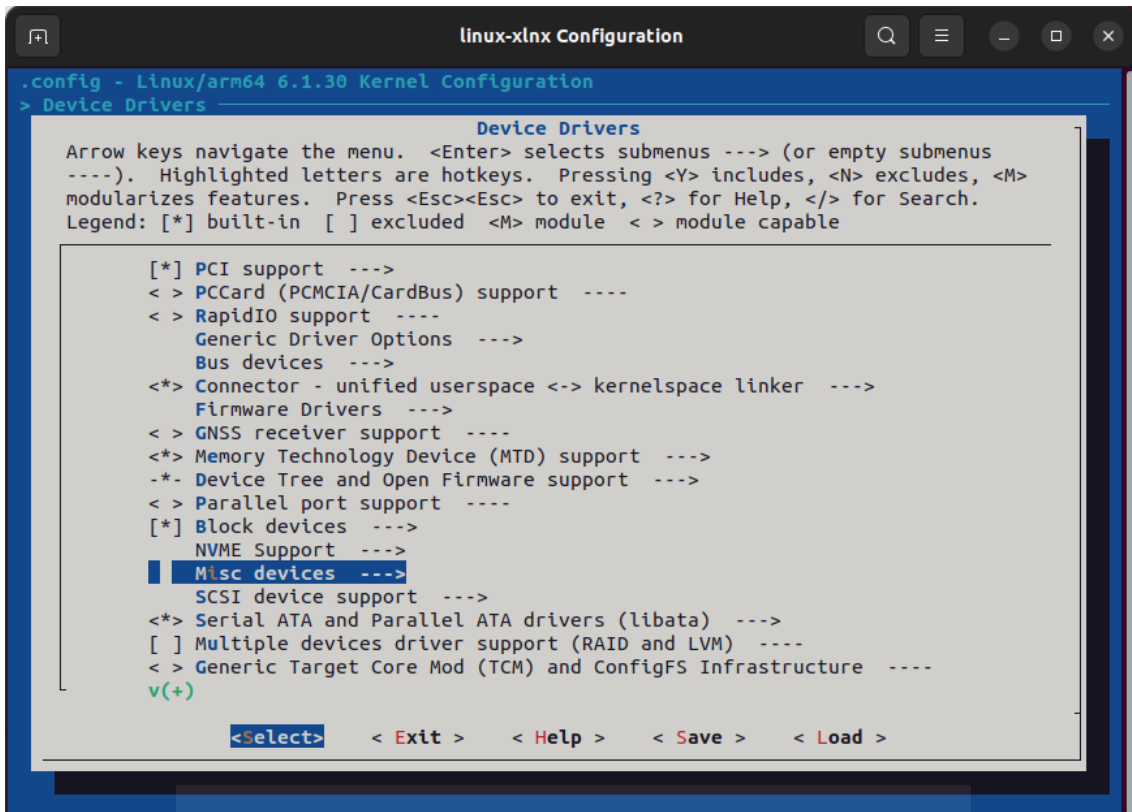 linux-xlnx Configuration
.config - Linux/arm64 6.1.30 Kernel Configuration
> Device Drivers
Device Drivers
Arrow keys navigate the menu.  <Enter> selects submenus ---> (or empty submenus
----).  Highlighted letters are hotkeys.  Pressing <Y> includes, <N> excludes, <M>
modularizes features.  Press <Esc><Esc> to exit, <?> for Help, </> for Search.
Legend: [*] built-in  [ ] excluded  <M> module  < > module capable
[*] PCI support  --->
< > PCCard (PCMCIA/CardBus) support  ----
< > RapidIO support  ----
Generic Driver Options  --->
Bus devices  --->
<*> Connector - unified userspace <-> kernelspace linker  --->
Firmware Drivers  --->
< > GNSS receiver support  ----
<*> Memory Technology Device (MTD) support  --->
-*- Device Tree and Open Firmware support  --->
< > Parallel port support  ----
[*] Block devices  --->
NVME Support  --->
Misc devices  --->
SCSI device support  --->
<*> Serial ATA and Parallel ATA drivers (libata)  --->
[ ] Multiple devices driver support (RAID and LVM)  ----
< > Generic Target Core Mod (TCM) and ConfigFS Infrastructure  ----
v(+)
<Select>    < Exit >    < Help >    < Save >    < Load >